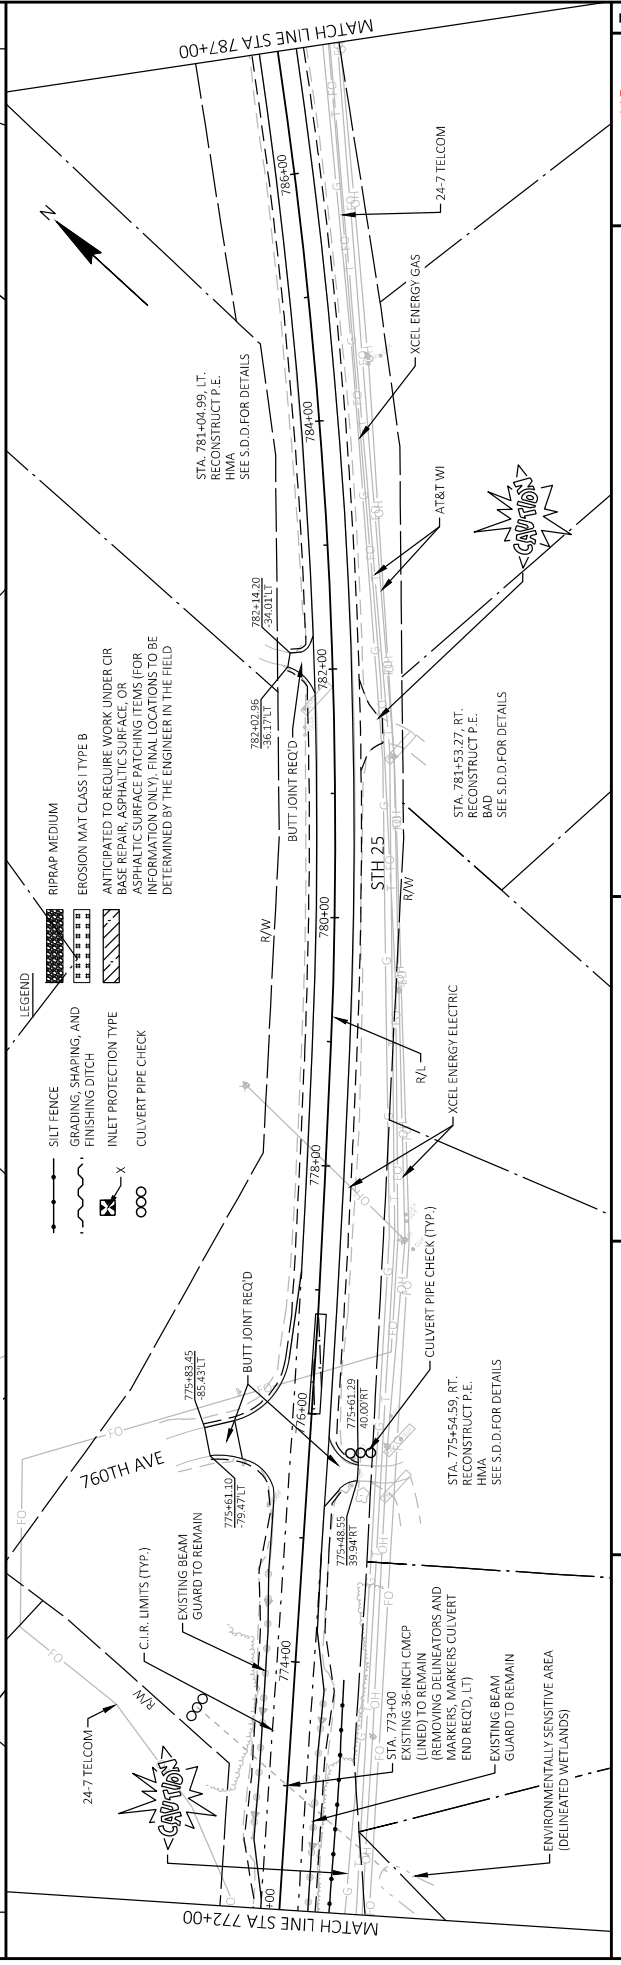 MATCH LINE STA 787+00
N
786+00
24-7 TELCOM
XCEL ENERGY GAS
STA. 781+04.99, LT.
RECONSTRUCT P.E.
HMA
SEE S.D.D.FOR DETAILS
784+00
AT&T WI
CAUTION
782+14.20
-34.01'LT
782+02.96
-36.17'LT
782+00
BUTT JOINT REQ'D
STA. 781+53.27, RT.
RECONSTRUCT P.E.
BAD
SEE S.D.D.FOR DETAILS
LEGEND
SILT FENCE
GRADING, SHAPING, AND
FINISHING DITCH
INLET PROTECTION TYPE
X
CULVERT PIPE CHECK
RIPRAP MEDIUM
EROSION MAT CLASS I TYPE B
ANTICIPATED TO REQUIRE WORK UNDER CIR
BASE REPAIR, ASPHALTIC SURFACE, OR
ASPHALTIC SURFACE PATCHING ITEMS (FOR
INFORMATION ONLY). FINAL LOCATIONS TO BE
DETERMINED BY THE ENGINEER IN THE FIELD
R/W
780+00
STH 25
R/W
R/L
XCEL ENERGY ELECTRIC
778+00
CULVERT PIPE CHECK (TYP.)
BUTT JOINT REQ'D
775+83.45
-85.43'LT
776+00
775+61.29
40.00'RT
760TH AVE
775+61.10
-79.47'LT
775+48.55
39.94'RT
STA. 775+54.59, RT.
RECONSTRUCT P.E.
HMA
SEE S.D.D.FOR DETAILS
C.I.R. LIMITS (TYP.)
EXISTING BEAM
GUARD TO REMAIN
774+00
R/W
24-7 TELCOM
CAUTION
STA. 773+00
EXISTING 36-INCH CMCP
(LINED) TO REMAIN
(REMOVING DELINEATORS AND
MARKERS, MARKERS CULVERT
END REQ'D, LT)
EXISTING BEAM
GUARD TO REMAIN
ENVIRONMENTALLY SENSITIVE AREA
(DELINEATED WETLANDS)
+00
MATCH LINE STA 772+00
FO
FO
FO
FO
G
OH